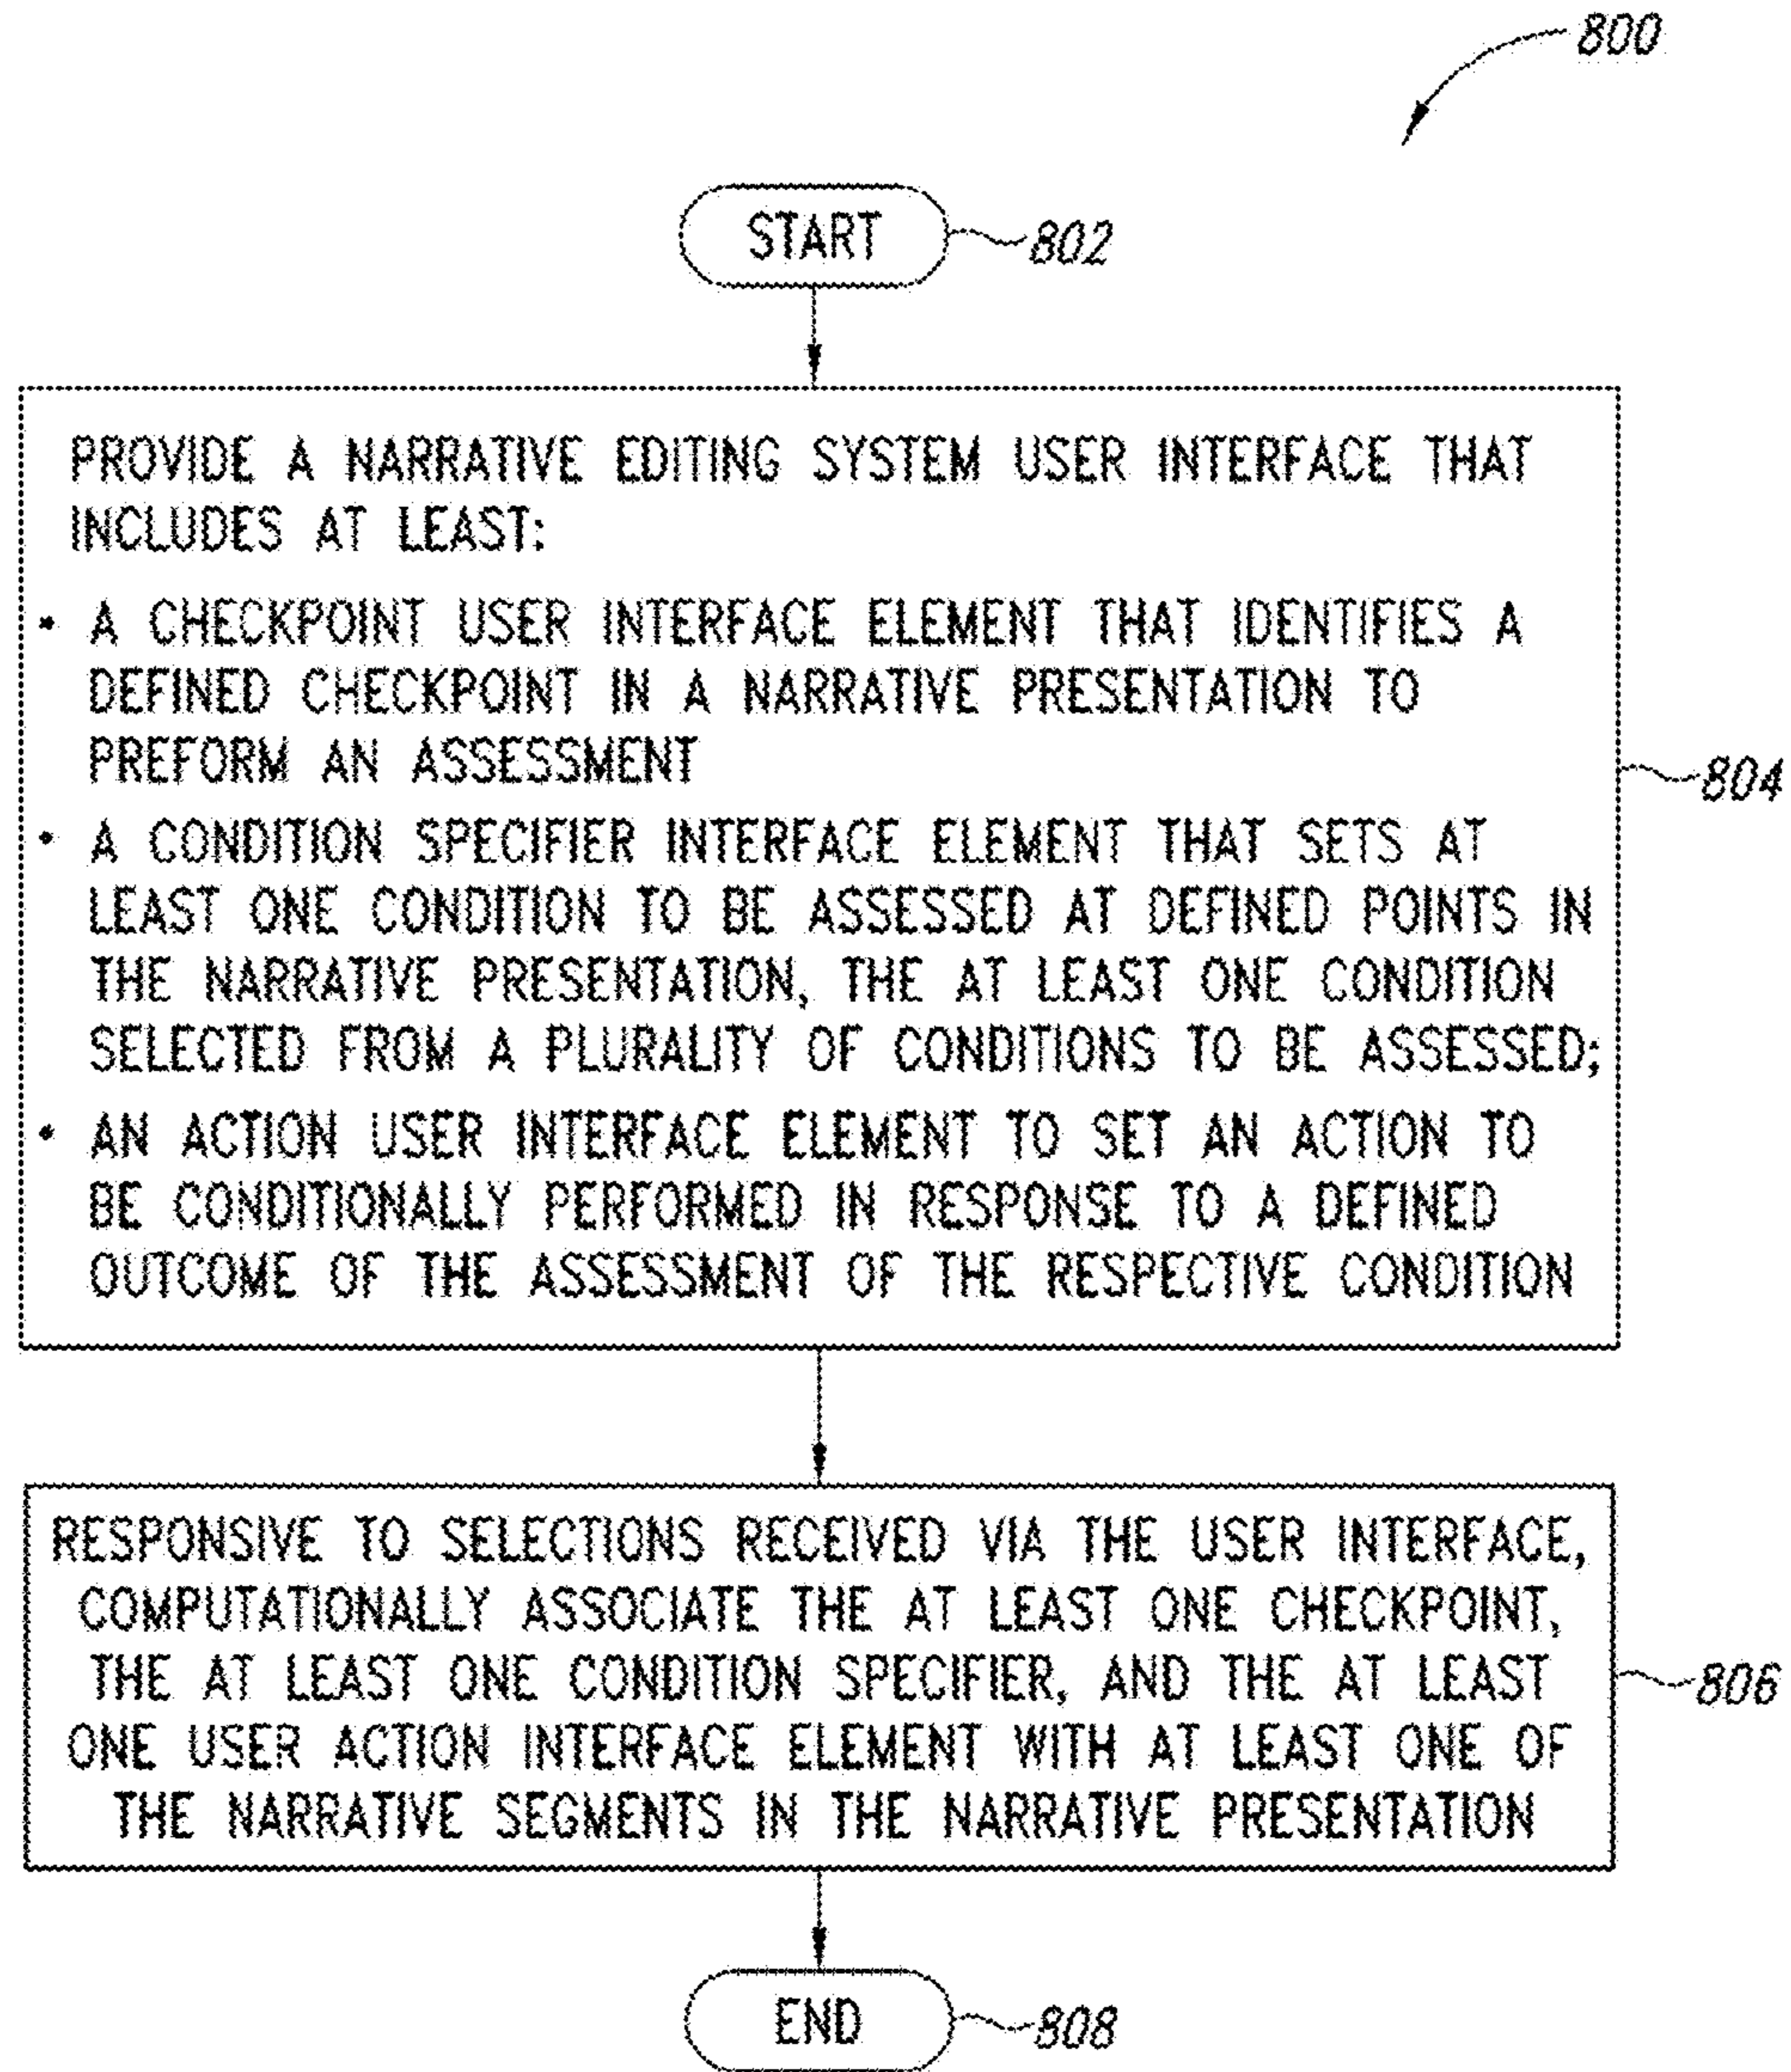 800
START
802
PROVIDE A NARRATIVE EDITING SYSTEM USER INTERFACE THAT
INCLUDES AT LEAST:
• A CHECKPOINT USER INTERFACE ELEMENT THAT IDENTIFIES A
DEFINED CHECKPOINT IN A NARRATIVE PRESENTATION TO
PREFORM AN ASSESSMENT
• A CONDITION SPECIFIER INTERFACE ELEMENT THAT SETS AT
LEAST ONE CONDITION TO BE ASSESSED AT DEFINED POINTS IN
THE NARRATIVE PRESENTATION, THE AT LEAST ONE CONDITION
SELECTED FROM A PLURALITY OF CONDITIONS TO BE ASSESSED;
• AN ACTION USER INTERFACE ELEMENT TO SET AN ACTION TO
BE CONDITIONALLY PERFORMED IN RESPONSE TO A DEFINED
OUTCOME OF THE ASSESSMENT OF THE RESPECTIVE CONDITION
804
RESPONSIVE TO SELECTIONS RECEIVED VIA THE USER INTERFACE,
COMPUTATIONALLY ASSOCIATE THE AT LEAST ONE CHECKPOINT,
THE AT LEAST ONE CONDITION SPECIFIER, AND THE AT LEAST
ONE USER ACTION INTERFACE ELEMENT WITH AT LEAST ONE OF
THE NARRATIVE SEGMENTS IN THE NARRATIVE PRESENTATION
806
END
808